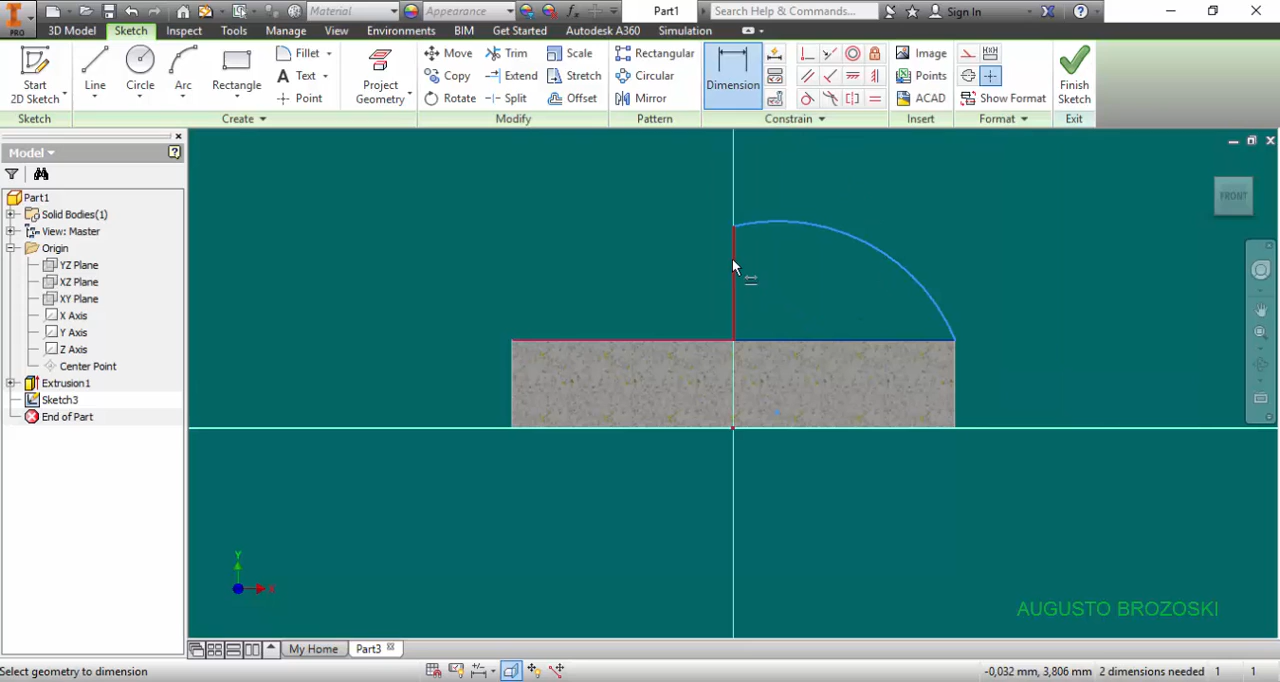 Material
Appearance
Part1
Search Help & Commands...
Sign In
PRO
3D Model
Sketch
Inspect
Tools
Manage
View
Environments
BIM
Get Started
Autodesk A360
Simulation
Start
2D Sketch
Line
Circle
Arc
Rectangle
Fillet
Text
Point
Project
Geometry
Move
Copy
Rotate
Trim
Extend
Split
Scale
Stretch
Offset
Rectangular
Circular
Mirror
Dimension
Image
Points
ACAD
Show Format
Finish
Sketch
Sketch
Create
Modify
Pattern
Constrain
Insert
Format
Exit
Model
Part1
Solid Bodies(1)
View: Master
Origin
YZ Plane
XZ Plane
XY Plane
X Axis
Y Axis
Z Axis
Center Point
Extrusion1
Sketch3
End of Part
FRONT
Y
X
AUGUSTO BROZOSKI
My Home
Part3
Select geometry to dimension
-0,032 mm, 3,806 mm
2 dimensions needed
1
1